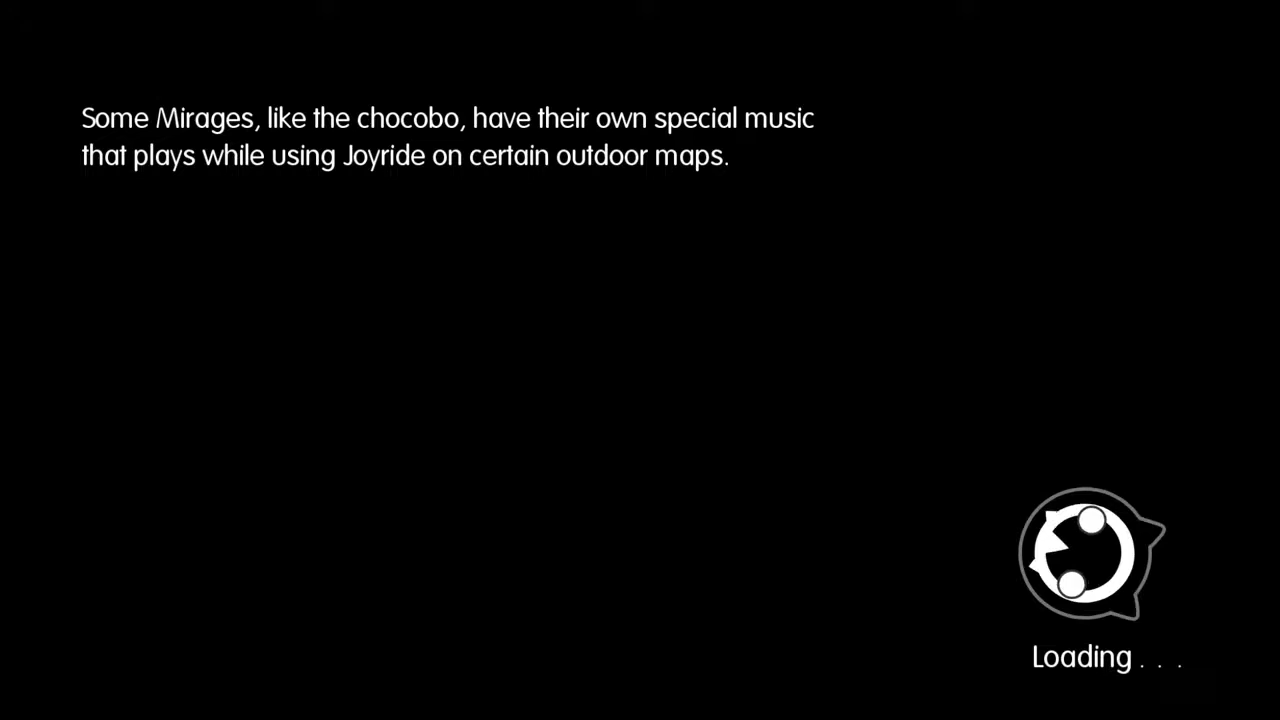 Some Mirages, like the chocobo, have their own special music
that plays while using Joyride on certain outdoor maps.
Loading . . .